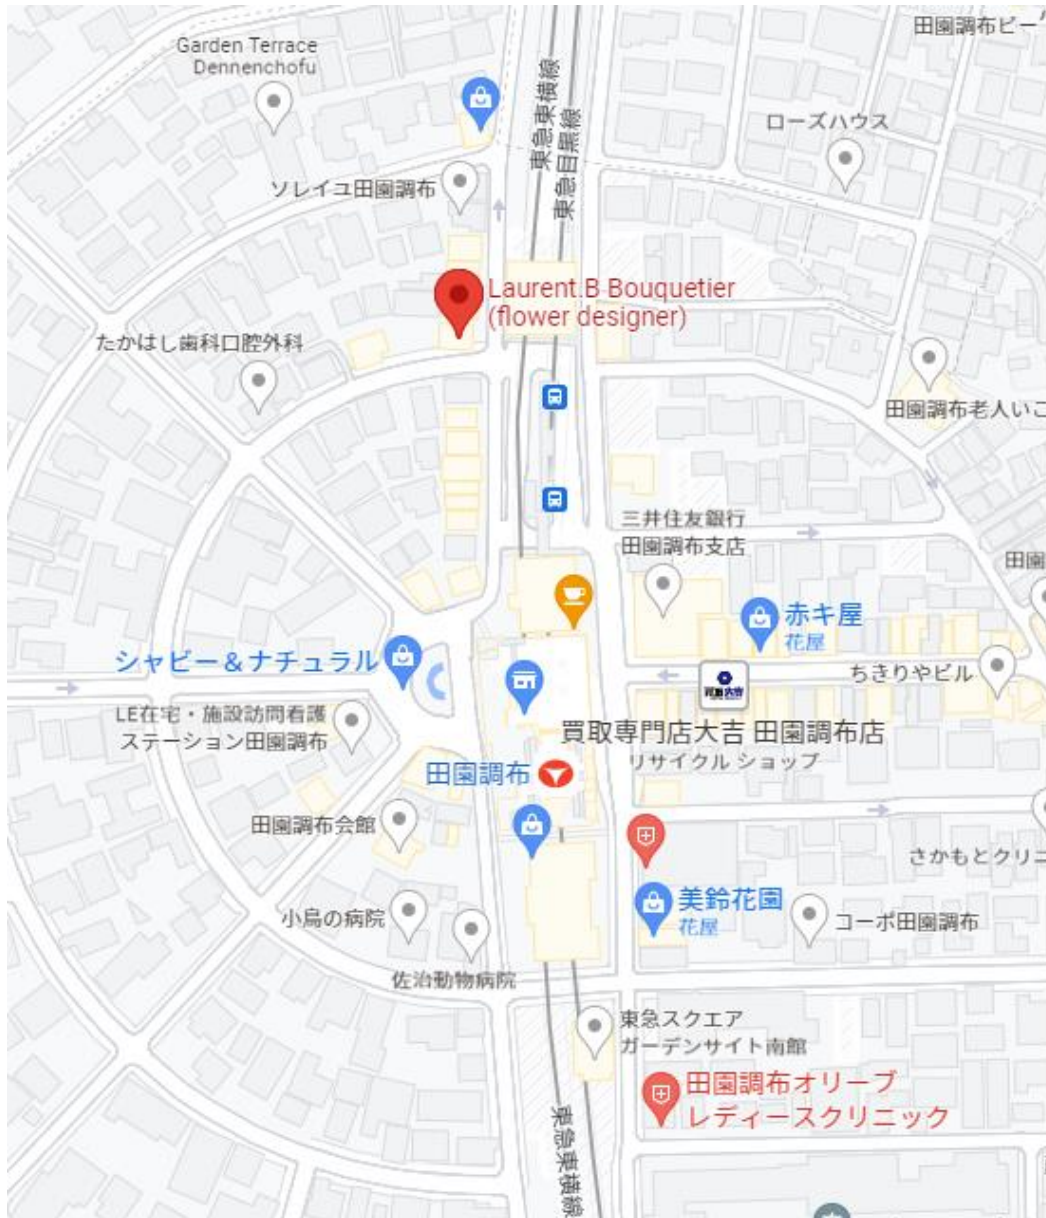 田園調布ビー
Garden Terrace
Dennenchofu
東急東横線
東急目黒線
ローズハウス
ソレイユ田園調布
Laurent.B Bouquetier
(flower designer)
たかはし歯科口腔外科
田園調布老人いこ
三井住友銀行
田園調布支店
田園
赤キ屋
花屋
シャビー&ナチュラル
ちきりやビル
買取大吉
LE在宅・施設訪問看護
ステーション田園調布
買取専門店大吉 田園調布店
リサイクル ショップ
田園調布
田園調布会館
さかもとクリニ
美鈴花園
花屋
小鳥の病院
コーポ田園調布
佐治動物病院
東急スクエア
ガーデンサイト南館
田園調布オリーブ
レディースクリニック
東急東横線